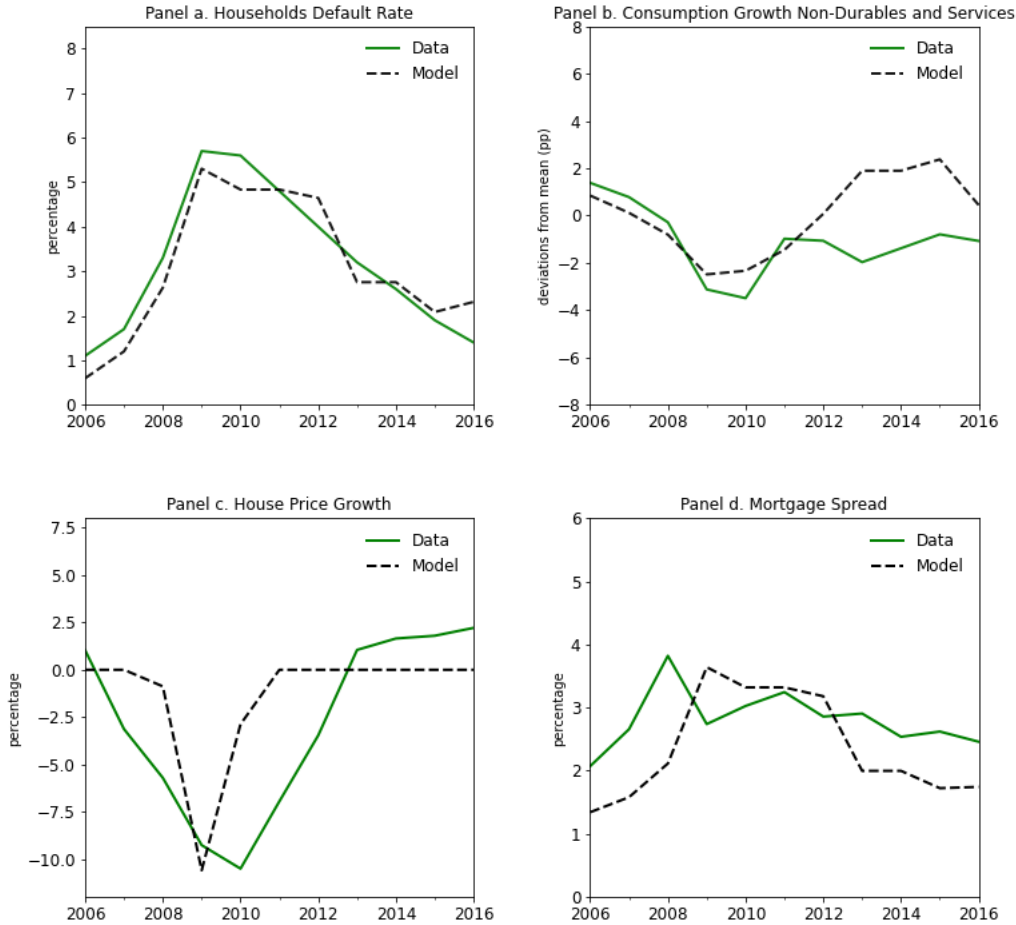 Panel a. Households Default Rate
Data
Model
percentage
8
7
6
5
4
3
2
1
0
2006 2008 2010 2012 2014 2016
Panel b. Consumption Growth Non-Durables and Services
Data
Model
deviations from mean (pp)
8
6
4
2
0
−2
−4
−6
−8
2006 2008 2010 2012 2014 2016
Panel c. House Price Growth
Data
Model
percentage
7.5
5.0
2.5
0.0
−2.5
−5.0
−7.5
−10.0
2006 2008 2010 2012 2014 2016
Panel d. Mortgage Spread
Data
Model
percentage
6
5
4
3
2
1
0
2006 2008 2010 2012 2014 2016